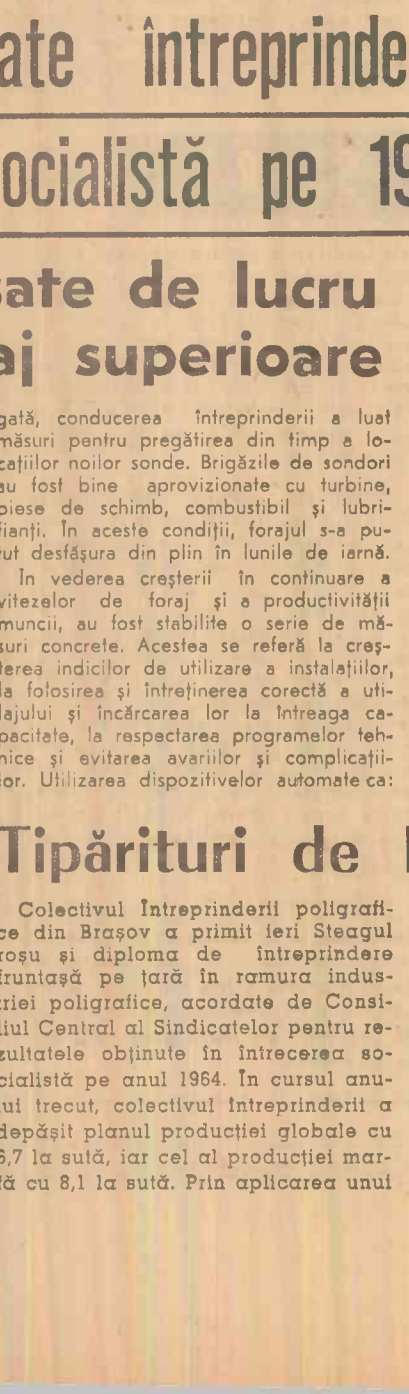 ate întreprinde
ocialistă pe 19
sate de lucru
aj superioare
gată, conducerea întreprinderii a luat
măsuri pentru pregătirea din timp a lo-
cațiilor noilor sonde. Brigăzile de sondori
au fost bine aprovizionate cu turbine,
piese de schimb, combustibil și lubri-
fianți. În aceste condiții, forajul s-a pu-
tut desfășura din plin în lunile de iarnă.
În vederea creșterii în continuare a
vitezelor de foraj și a productivității
muncii, au fost stabilite o serie de mă-
suri concrete. Acestea se referă la creș-
terea indicilor de utilizare a instalațiilor,
la folosirea și întreținerea corectă a uti-
lajului și încărcarea lor la întreaga ca-
pacitate, la respectarea programelor teh-
nice și evitarea avariilor și complicații-
lor. Utilizarea dispozitivelor automate ca:
Tipărituri de
Colectivul Întreprinderii poligrafi-
ce din Brașov a primit ieri Steagul
roșu și diploma de întreprindere
fruntașă pe țară în ramura indus-
triei poligrafice, acordate de Consi-
liul Central al Sindicatelor pentru re-
zultatele obținute în întrecerea so-
cialistă pe anul 1964. În cursul anu-
lui trecut, colectivul întreprinderii a
depășit planul producției globale cu
6,7 la sută, iar cel al producției mar-
fă cu 8,1 la sută. Prin aplicarea unui